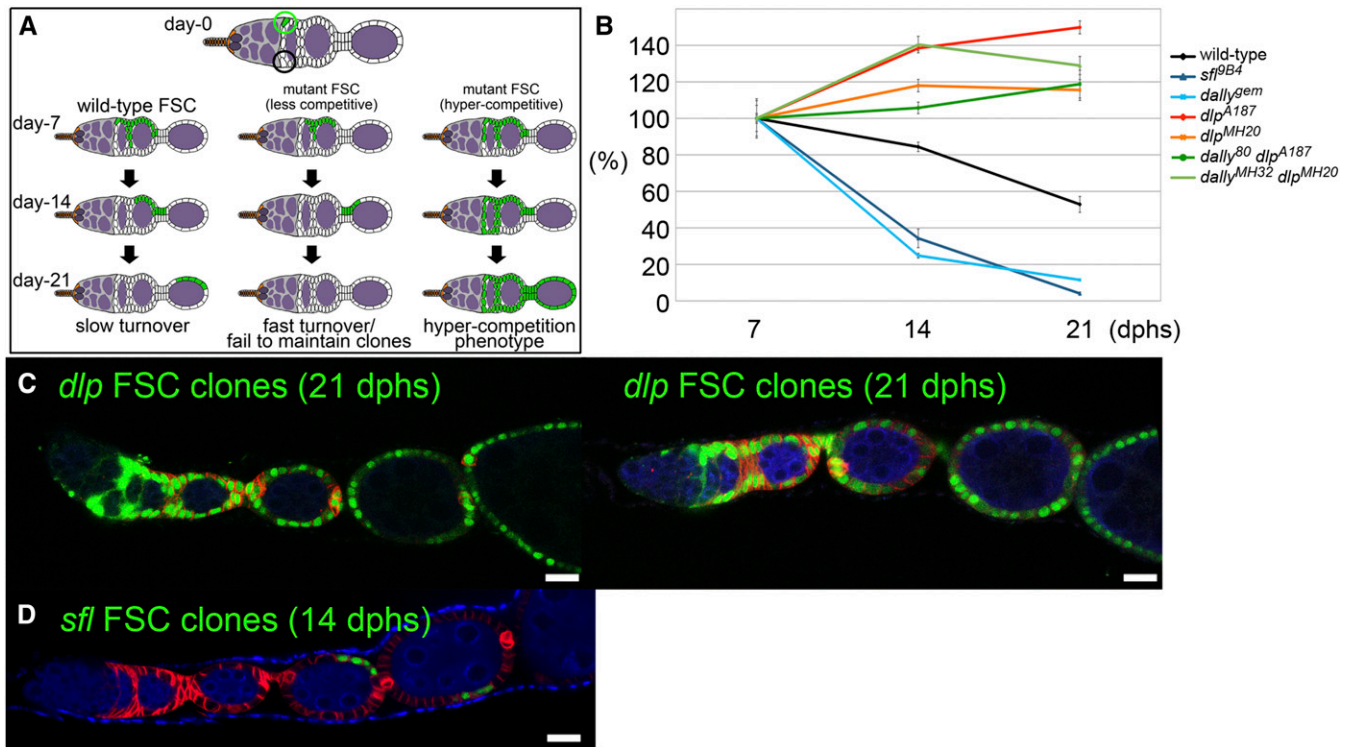 A
day-0
wild-type FSC
mutant FSC
(less competitive)
mutant FSC
(hyper-competitive)
day-7
day-14
day-21
slow turnover
fast turnover/
fail to maintain clones
hyper-competition
phenotype
B
140
120
100
80
60
40
20
0
(%)
7 14 21 (dphs)
wild-type
sfl9B4
dallygem
dlpA187
dlpMH20
dally80 dlpA187
dallyMH32 dlpMH20
C dlp FSC clones (21 dphs)
dlp FSC clones (21 dphs)
D sfl FSC clones (14 dphs)